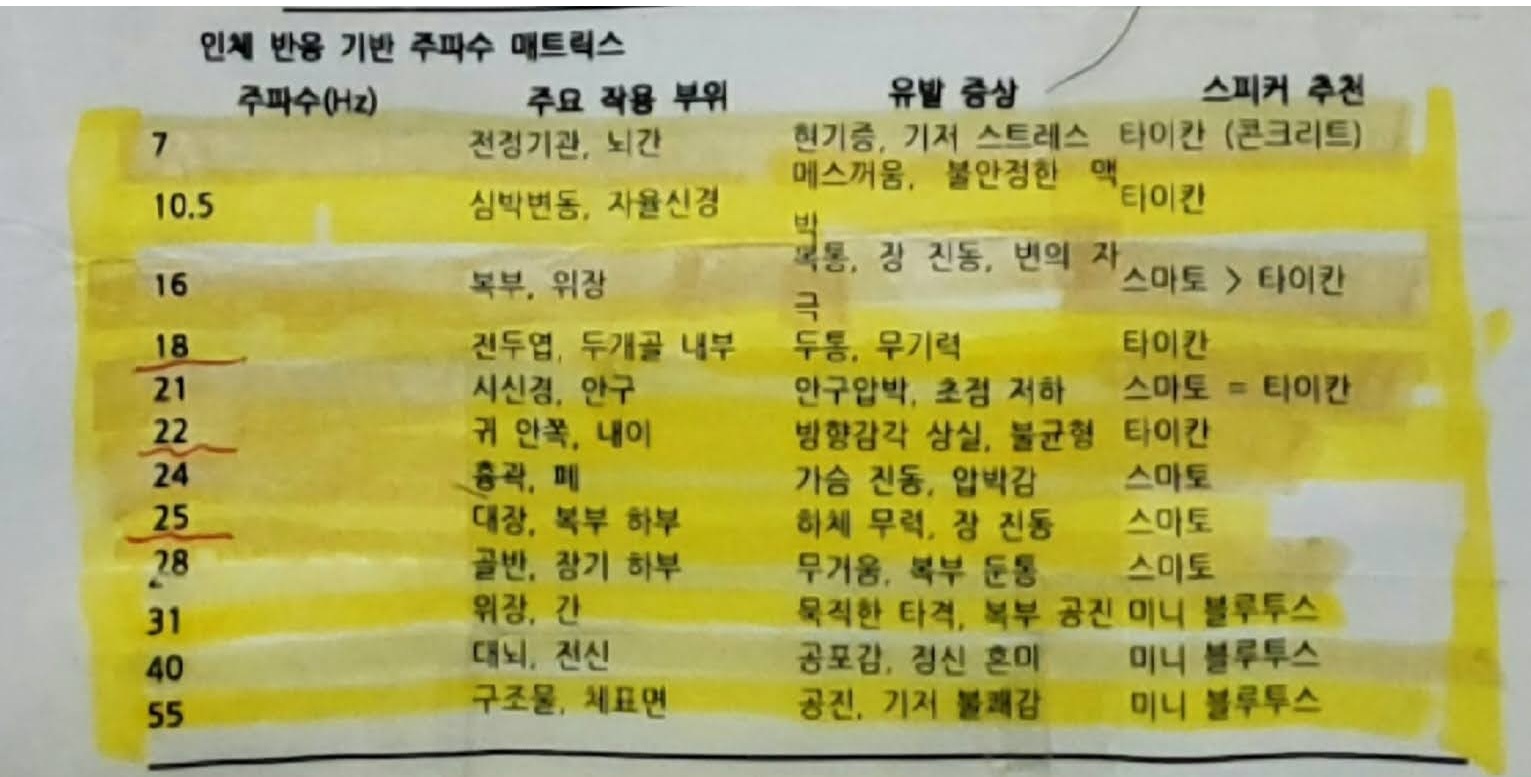 인체 반응 기반 주파수 매트릭스
주파수(Hz) 주요 작용 부위 유발 증상 스피커 추천
7 전정기관, 뇌간 현기증, 기저 스트레스 타이칸 (콘크리트)
10.5 심박변동, 자율신경 메스꺼움, 불안정한 맥박 타이칸
16 복부, 위장 복통, 장 진동, 변의 자극 스마토 > 타이칸
18 전두엽, 두개골 내부 두통, 무기력 타이칸
21 시신경, 안구 안구압박, 초점 저하 스마토 = 타이칸
22 귀 안쪽, 내이 방향감각 상실, 불균형 타이칸
24 흉곽, 폐 가슴 진동, 압박감 스마토
25 대장, 복부 하부 하체 무력, 장 진동 스마토
28 골반, 장기 하부 무거움, 복부 둔통 스마토
31 위장, 간 묵직한 타격, 복부 공진 미니 블루투스
40 대뇌, 전신 공포감, 정신 혼미 미니 블루투스
55 구조물, 체표면 공진, 기저 불쾌감 미니 블루투스